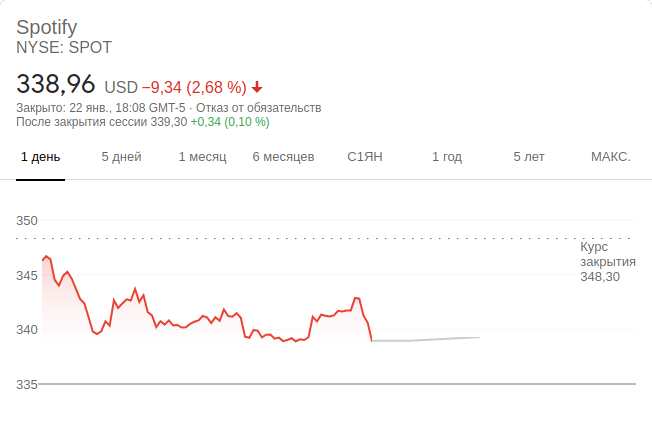 Spotify
NYSE: SPOT
338,96 USD −9,34 (2,68 %)
Закрыто: 22 янв., 18:08 GMT-5 · Отказ от обязательств
После закрытия сессии 339,30 +0,34 (0,10 %)
1 день 5 дней 1 месяц 6 месяцев С1ЯН 1 год 5 лет МАКС.
350
Курс
закрытия
348,30
345
340
335